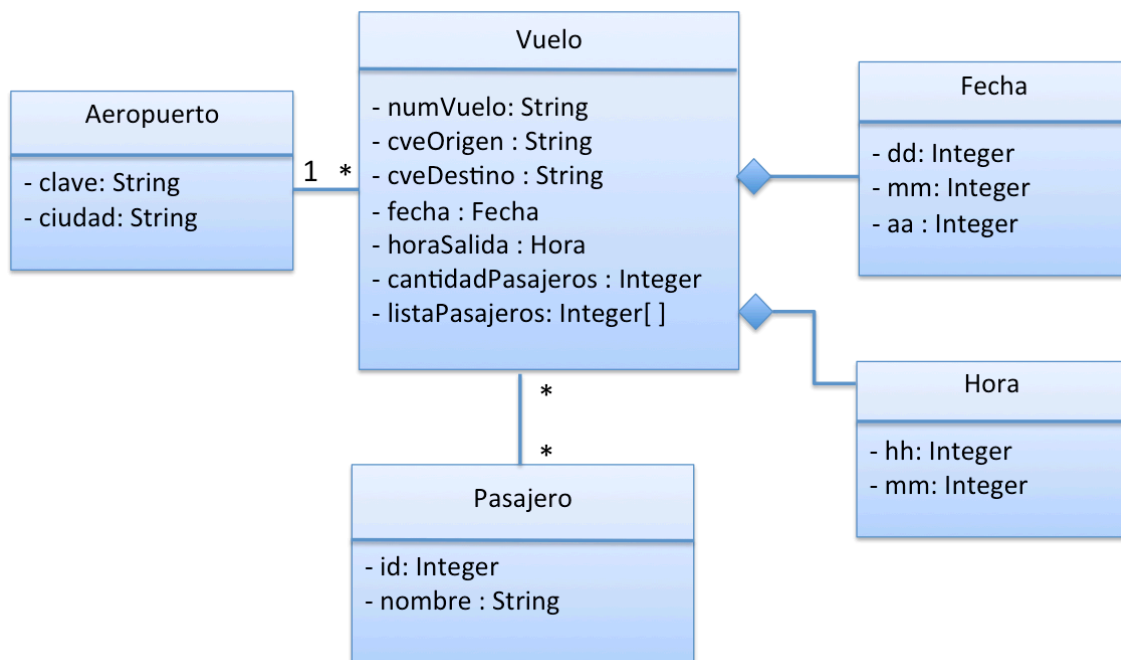 Vuelo
- numVuelo: String
- cveOrigen : String
- cveDestino : String
- fecha : Fecha
- horaSalida : Hora
- cantidadPasajeros : Integer
- listaPasajeros: Integer[ ]
Aeropuerto
- clave: String
- ciudad: String
1 *
Fecha
- dd: Integer
- mm: Integer
- aa : Integer
Hora
- hh: Integer
- mm: Integer
*
*
Pasajero
- id: Integer
- nombre : String